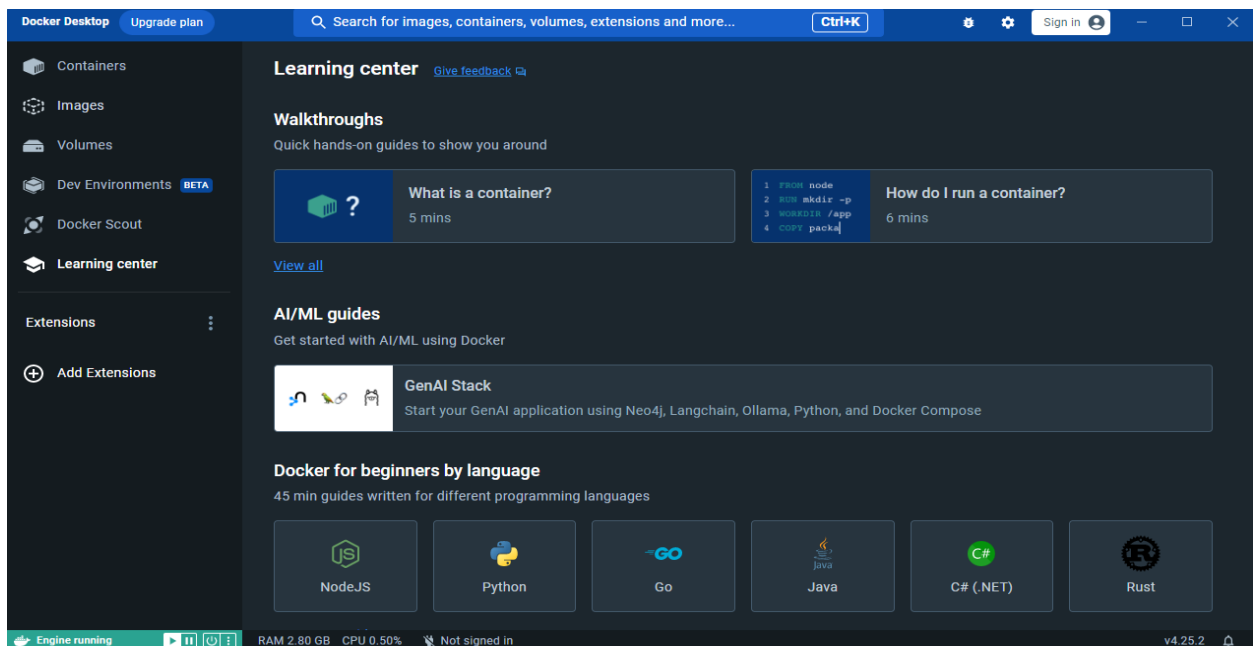 Docker Desktop Upgrade plan Search for images, containers, volumes, extensions and more... Ctrl+K Sign in
Containers
Images
Volumes
Dev Environments BETA
Docker Scout
Learning center
Extensions
Add Extensions
Learning center Give feedback
Walkthroughs
Quick hands-on guides to show you around
?
What is a container?
5 mins
1 FROM node
2 RUN mkdir -p
3 WORKDIR /app
4 COPY packa
How do I run a container?
6 mins
View all
AI/ML guides
Get started with AI/ML using Docker
GenAI Stack
Start your GenAI application using Neo4j, Langchain, Ollama, Python, and Docker Compose
Docker for beginners by language
45 min guides written for different programming languages
JS
NodeJS
Python
GO
Go
Java
Java
C#
C# (.NET)
R
Rust
Engine running RAM 2.80 GB CPU 0.50% Not signed in v4.25.2